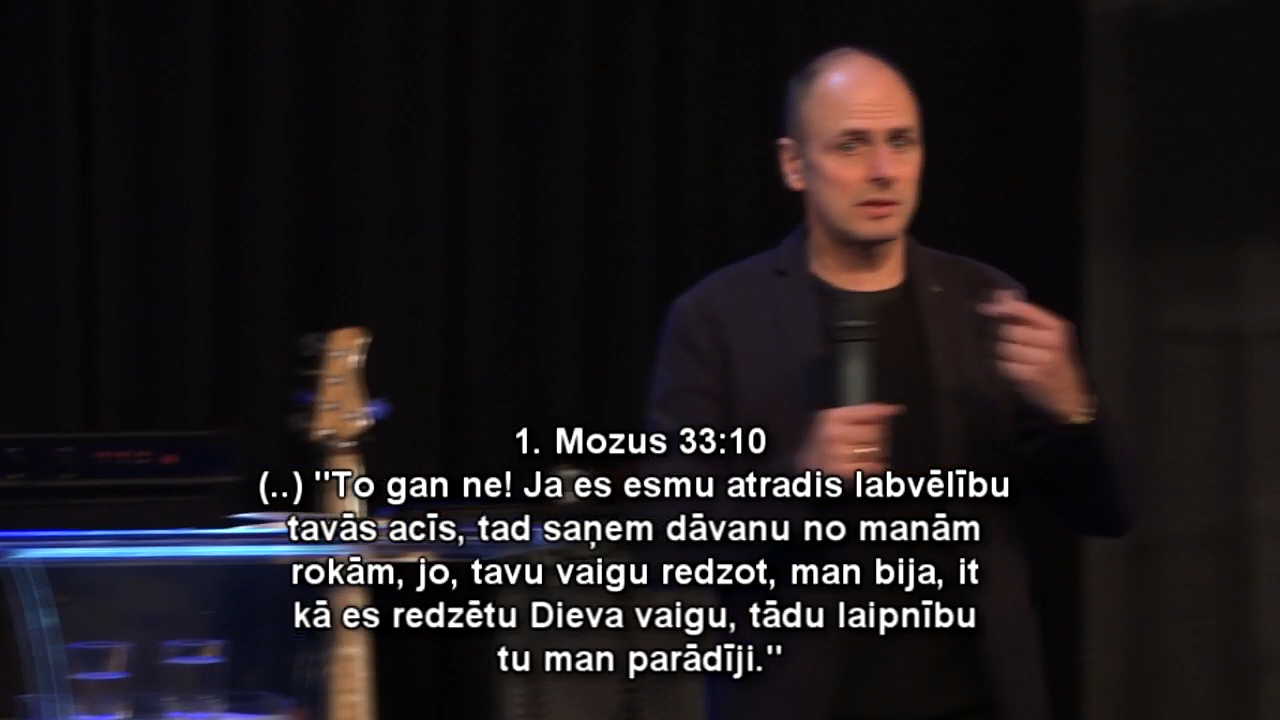 1. Mozus 33:10
(..) "To gan ne! Ja es esmu atradis labvēlību
tavās acīs, tad saņem dāvanu no manām
rokām, jo, tavu vaigu redzot, man bija, it
kā es redzētu Dieva vaigu, tādu laipnību
tu man parādīji."